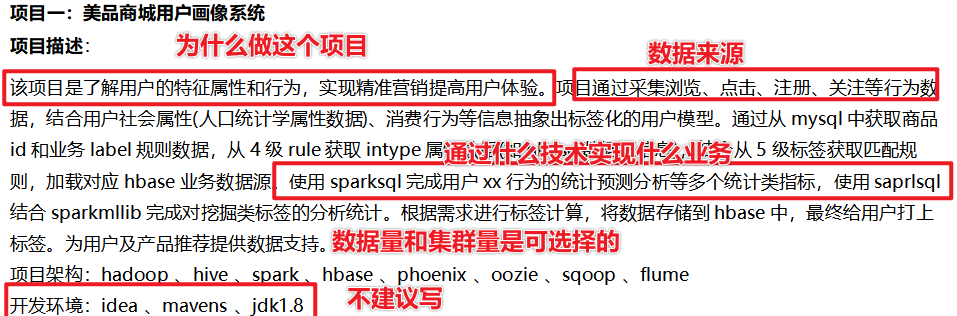 项目一：美品商城用户画像系统
项目描述：
为什么做这个项目
数据来源
该项目是了解用户的特征属性和行为，实现精准营销提高用户体验。项目通过采集浏览、点击、注册、关注等行为数
据，结合用户社会属性(人口统计学属性数据)、消费行为等信息抽象出标签化的用户模型。通过从 mysql 中获取商品
id 和业务 label 规则数据，从 4 级 rule 获取 intype 属 从 5 级标签获取匹配规
通过什么技术实现什么业务
则，加载对应 hbase 业务数据源，使用 sparksql 完成用户 xx 行为的统计预测分析等多个统计类指标，使用 saprlsql
结合 sparkmllib 完成对挖掘类标签的分析统计。根据需求进行标签计算，将数据存储到 hbase 中，最终给用户打上
标签。为用户及产品推荐提供数据支持。
数据量和集群量是可选择的
项目架构：hadoop 、hive 、spark 、hbase 、phoenix 、oozie 、sqoop 、flume
开发环境：idea 、mavens 、jdk1.8
不建议写